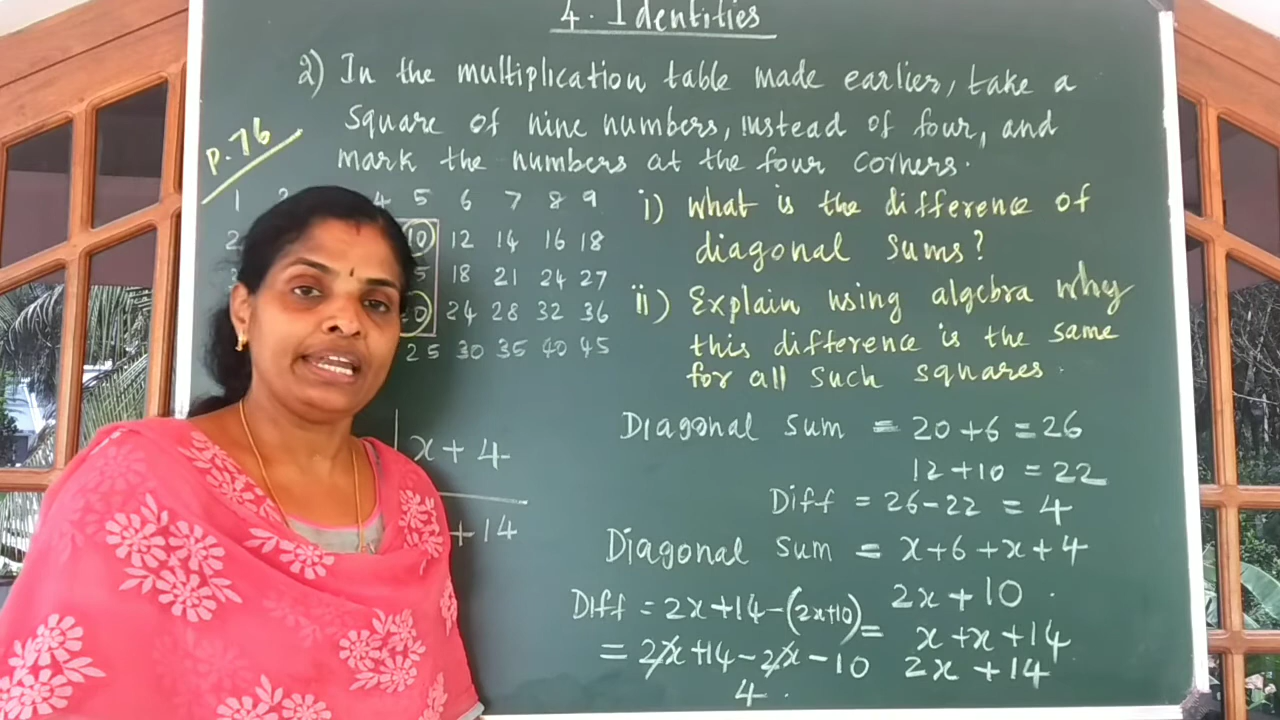 4. Identities
2) In the multiplication table made earlier, take a
square of nine numbers, instead of four, and
mark the numbers at the four corners.
P.76
1 4 5 6 7 8 9
2 10 12 14 16 18
18 21 24 27
24 28 32 36
25 30 35 40 45
i) What is the difference of
diagonal sums?
ii) Explain using algebra why
this difference is the same
for all such squares.
x+4
+14
Diagonal sum = 20+6=26
12+10 = 22
Diff = 26-22 = 4
Diagonal sum = x+6+x+4
2x+10
Diff = 2x+14-(2x+10)
= x+x+14
= 2x+14-2x-10
2x+14
4.